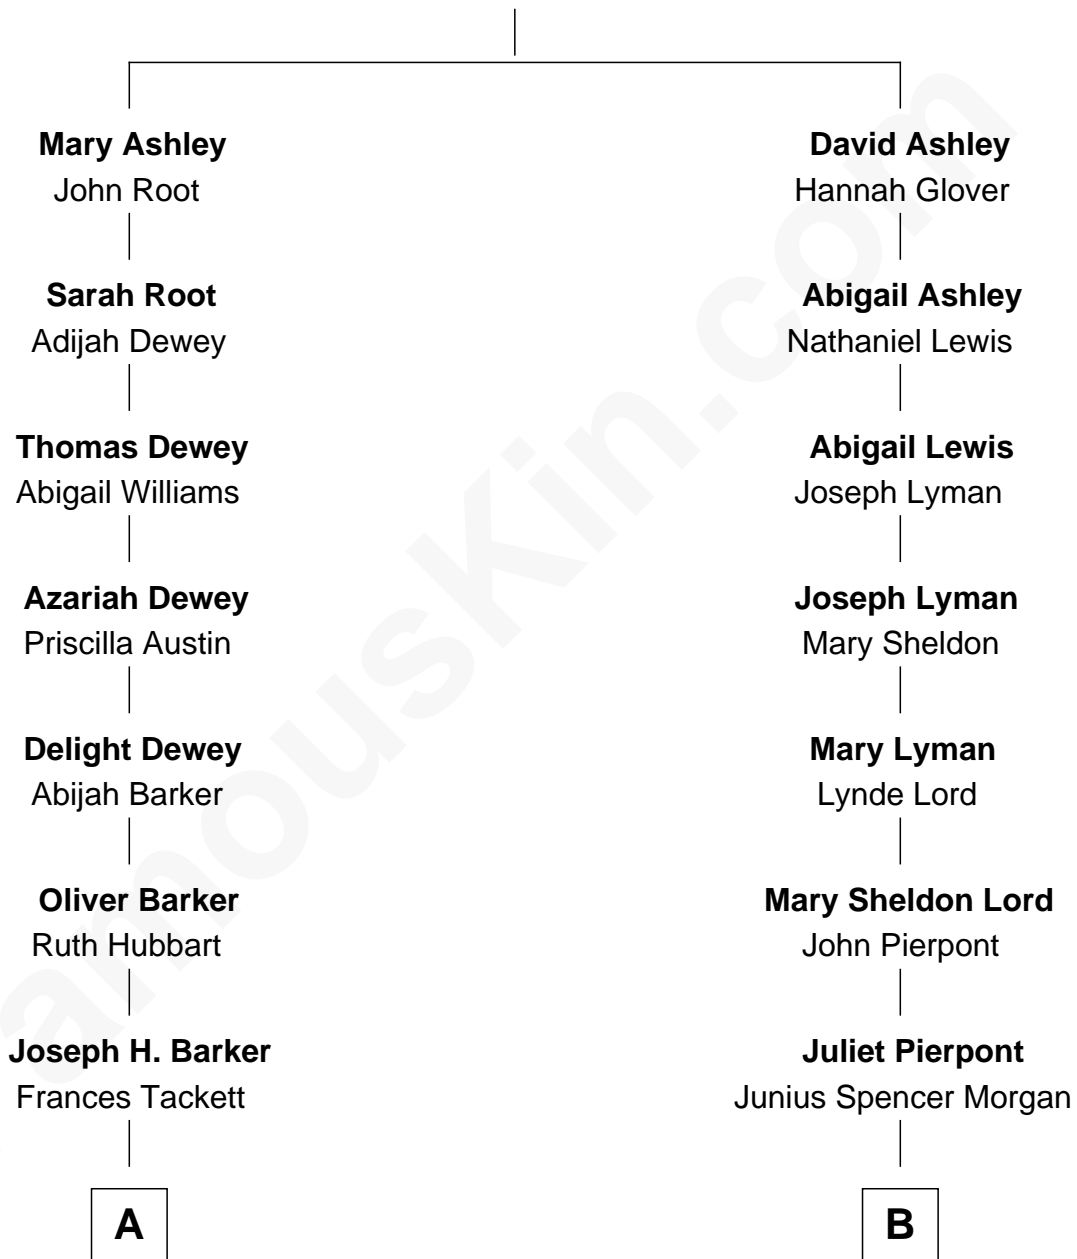 Mary Ashley
John Root
David Ashley
Hannah Glover
Sarah Root
Adijah Dewey
Abigail Ashley
Nathaniel Lewis
Thomas Dewey
Abigail Williams
Abigail Lewis
Joseph Lyman
Azariah Dewey
Priscilla Austin
Joseph Lyman
Mary Sheldon
Delight Dewey
Abijah Barker
Mary Lyman
Lynde Lord
Oliver Barker
Ruth Hubbart
Mary Sheldon Lord
John Pierpont
Joseph H. Barker
Frances Tackett
Juliet Pierpont
Junius Spencer Morgan
A
B
amousKin.com